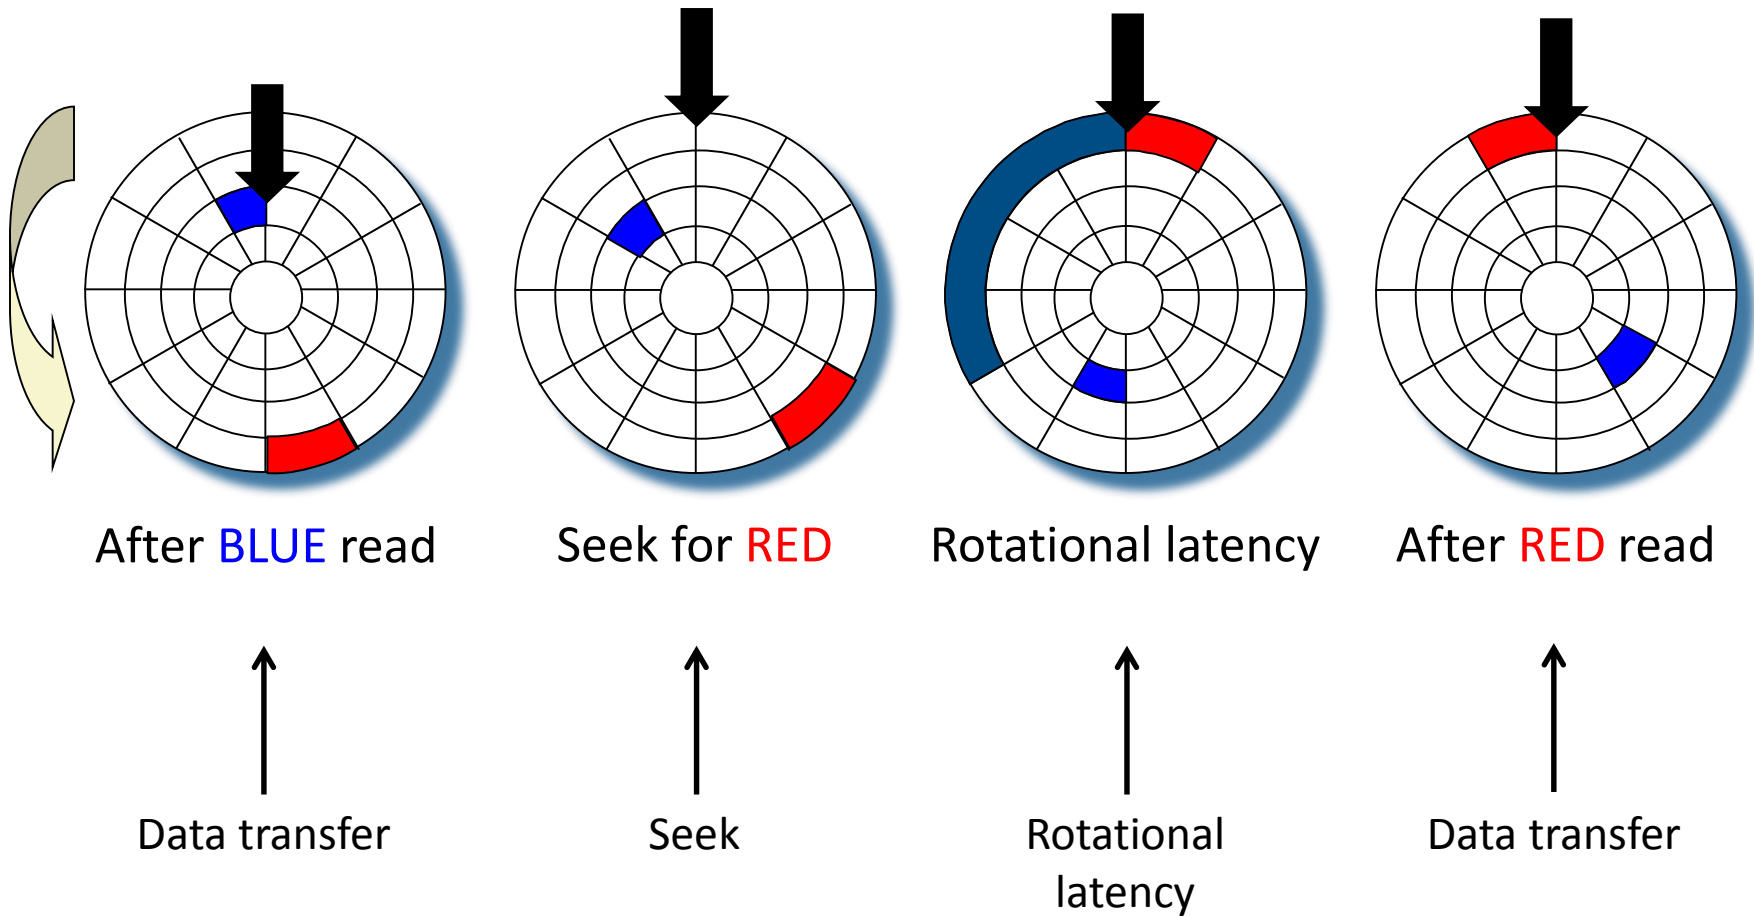 After BLUE read
Seek for RED
Rotational latency
After RED read
Data transfer
Seek
Rotational
latency
Data transfer